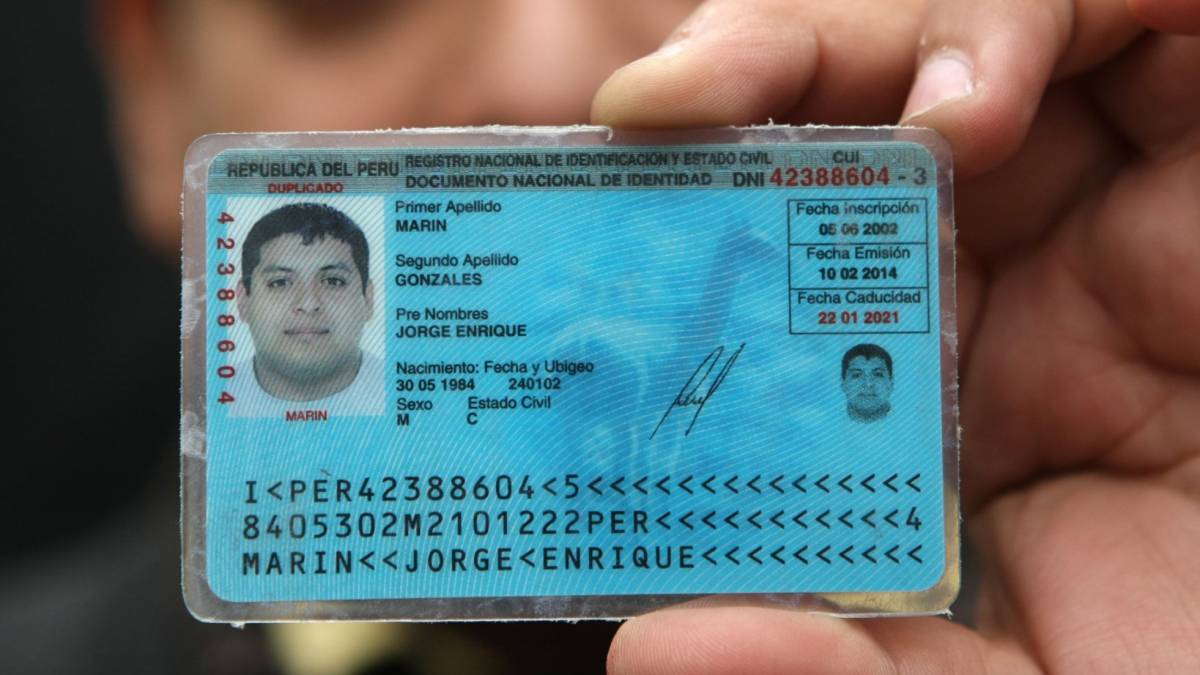 REPUBLICA DEL PERU
DUPLICADO
REGISTRO NACIONAL DE IDENTIFICACION Y ESTADO CIVIL
DOCUMENTO NACIONAL DE IDENTIDAD
CUI
DNI 42388604 - 3
42388604
MARIN
Primer Apellido
MARIN
Segundo Apellido
GONZALES
Pre Nombres
JORGE ENRIQUE
Nacimiento: Fecha y Ubigeo
30 05 1984 240102
Sexo Estado Civil
M C
Fecha Inscripción
05 06 2002
Fecha Emisión
10 02 2014
Fecha Caducidad
22 01 2021
I<PER42388604<5<<<<<<<<<<<<<<<
8405302M2101222PER<<<<<<<<<<<4
MARIN<<JORGE<ENRIQUE<<<<<<<<<<